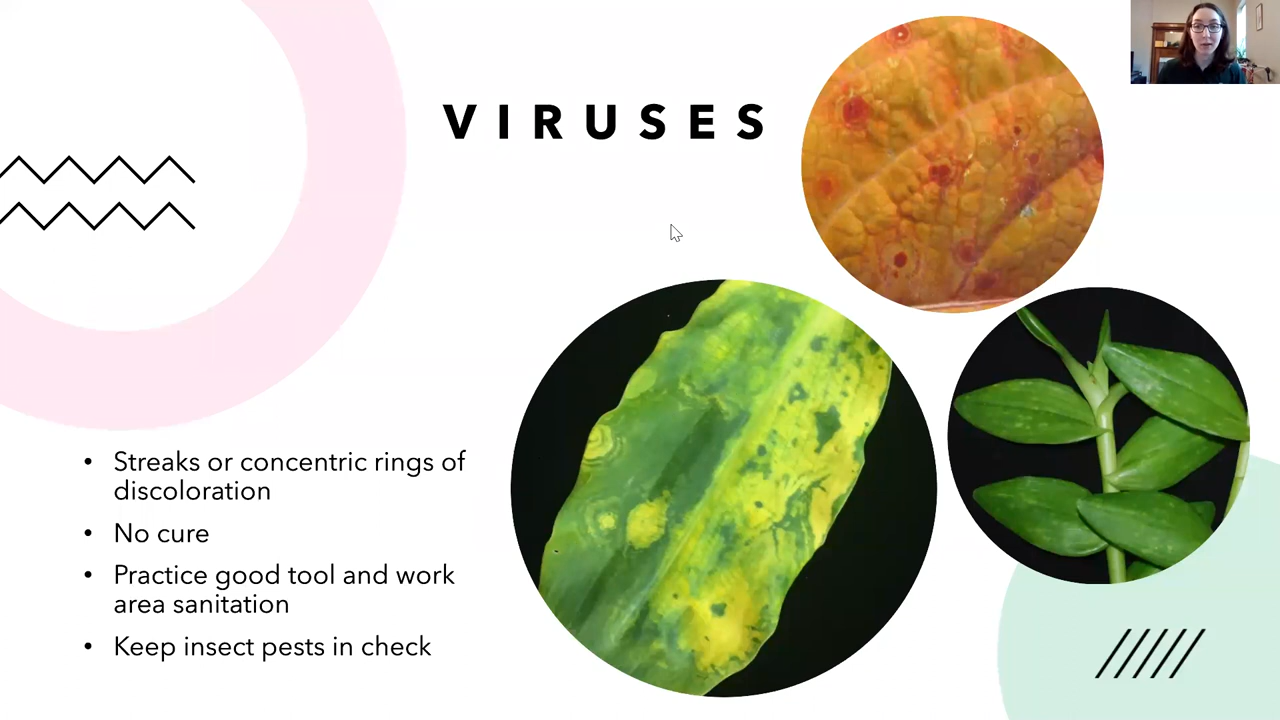 VIRUSES
• Streaks or concentric rings of
discoloration
• No cure
• Practice good tool and work
area sanitation
• Keep insect pests in check